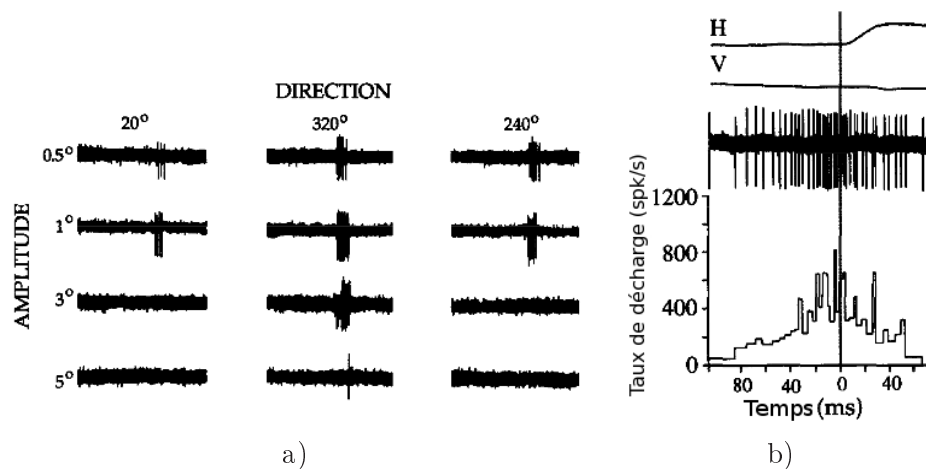 DIRECTION
20° 320° 240°
AMPLITUDE
0.5°
1°
3°
5°
a)
H
V
Taux de décharge (spk/s)
1200
800
400
0
80 40 0 40
Temps (ms)
b)